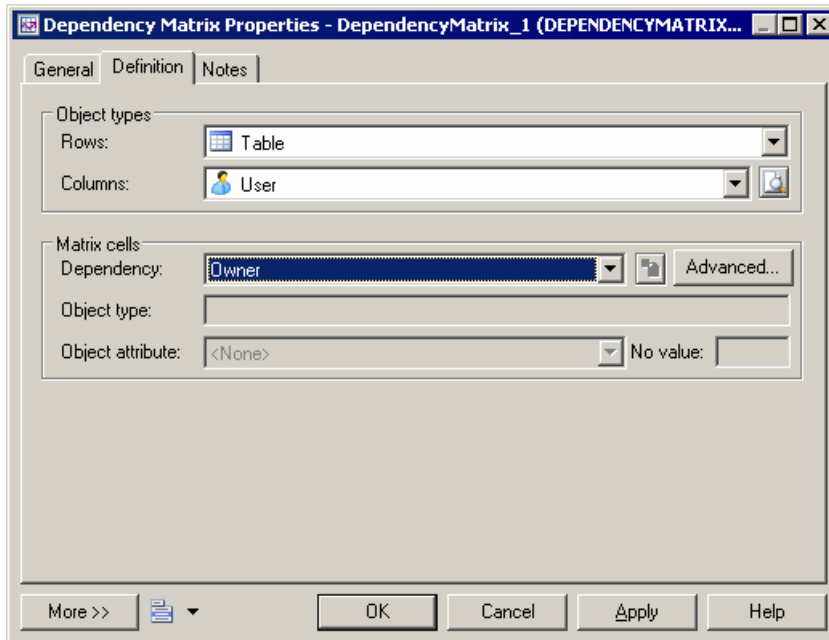 Dependency Matrix Properties - DependencyMatrix_1 (DEPENDENCYMATRIX...
General Definition Notes
Object types
Rows: Table
Columns: User
Matrix cells
Dependency: Owner Advanced...
Object type:
Object attribute: <None> No value:
More >> OK Cancel Apply Help